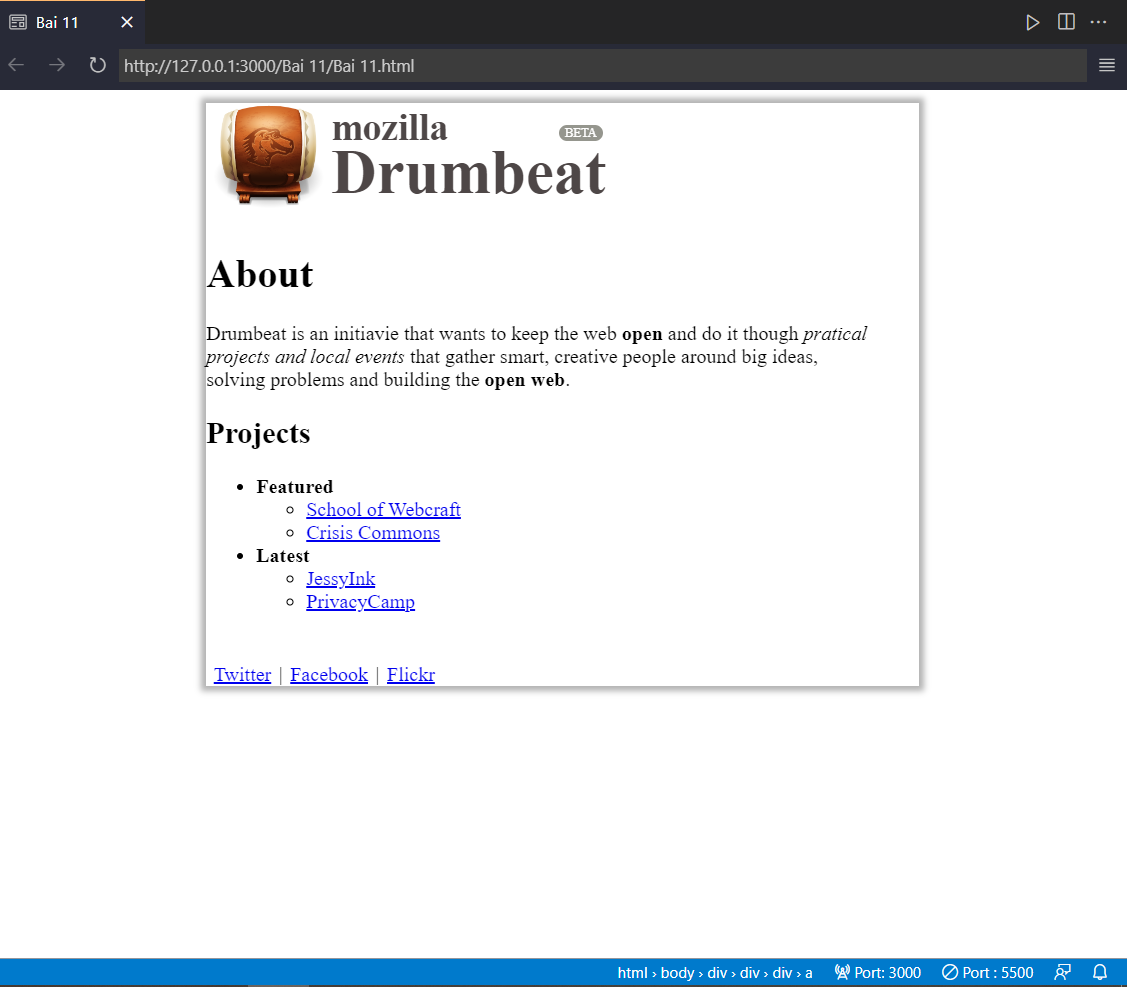 Bai 11
http://127.0.0.1:3000/Bai 11/Bai 11.html
mozilla
BETA
Drumbeat
About
Drumbeat is an initiavie that wants to keep the web open and do it though pratical
projects and local events that gather smart, creative people around big ideas,
solving problems and building the open web.
Projects
Featured
School of Webcraft
Crisis Commons
Latest
JessyInk
PrivacyCamp
Twitter | Facebook | Flickr
html › body › div › div › div › a Port: 3000 Port : 5500